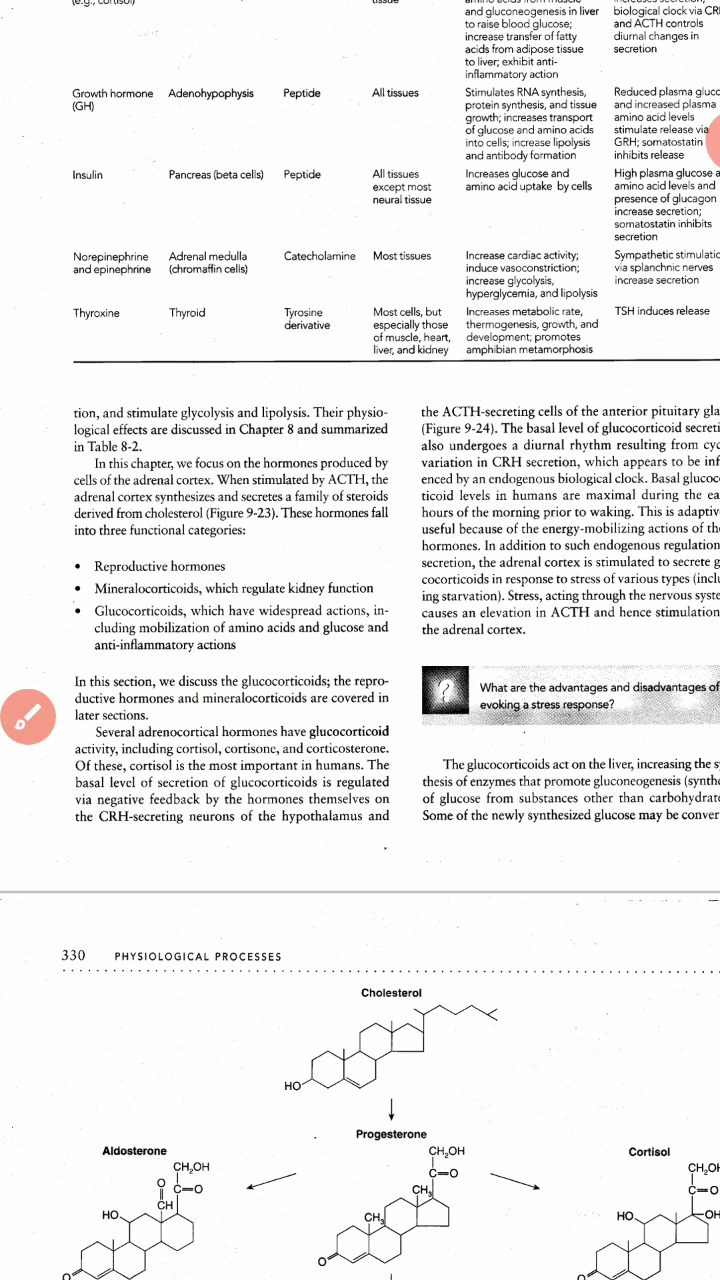 (e.g., cortisol)
tissue
and gluconeogenesis in liver
to raise blood glucose;
increase transfer of fatty
acids from adipose tissue
to liver; exhibit anti-
inflammatory action
biological clock via CRH
and ACTH controls
diurnal changes in
secretion
Growth hormone
(GH)
Adenohypophysis
Peptide
All tissues
Stimulates RNA synthesis,
protein synthesis, and tissue
growth; increases transport
of glucose and amino acids
into cells; increase lipolysis
and antibody formation
Reduced plasma gluc
and increased plasma
amino acid levels
stimulate release via
GRH; somatostatin
inhibits release
Insulin
Pancreas (beta cells)
Peptide
All tissues
except most
neural tissue
Increases glucose and
amino acid uptake by cells
High plasma glucose a
amino acid levels and
presence of glucagon
increase secretion;
somatostatin inhibits
secretion
Norepinephrine
and epinephrine
Adrenal medulla
(chromaffin cells)
Catecholamine
Most tissues
Increase cardiac activity;
induce vasoconstriction;
increase glycolysis,
hyperglycemia, and lipolysis
Sympathetic stimulatio
via splanchnic nerves
increase secretion
Thyroxine
Thyroid
Tyrosine
derivative
Most cells, but
especially those
of muscle, heart,
liver, and kidney
Increases metabolic rate,
thermogenesis, growth, and
development; promotes
amphibian metamorphosis
TSH induces release
tion, and stimulate glycolysis and lipolysis. Their physio-
logical effects are discussed in Chapter 8 and summarized
in Table 8-2.
In this chapter, we focus on the hormones produced by
cells of the adrenal cortex. When stimulated by ACTH, the
adrenal cortex synthesizes and secretes a family of steroids
derived from cholesterol (Figure 9-23). These hormones fall
into three functional categories:
• Reproductive hormones
• Mineralocorticoids, which regulate kidney function
• Glucocorticoids, which have widespread actions, in-
cluding mobilization of amino acids and glucose and
anti-inflammatory actions
In this section, we discuss the glucocorticoids; the repro-
ductive hormones and mineralocorticoids are covered in
later sections.
Several adrenocortical hormones have glucocorticoid
activity, including cortisol, cortisone, and corticosterone.
Of these, cortisol is the most important in humans. The
basal level of secretion of glucocorticoids is regulated
via negative feedback by the hormones themselves on
the CRH-secreting neurons of the hypothalamus and
the ACTH-secreting cells of the anterior pituitary gla
(Figure 9-24). The basal level of glucocorticoid secreti
also undergoes a diurnal rhythm resulting from cyc
variation in CRH secretion, which appears to be inf
enced by an endogenous biological clock. Basal glucoc
ticoid levels in humans are maximal during the ea
hours of the morning prior to waking. This is adaptive
useful because of the energy-mobilizing actions of the
hormones. In addition to such endogenous regulation
secretion, the adrenal cortex is stimulated to secrete g
cocorticoids in response to stress of various types (inclu
ing starvation). Stress, acting through the nervous syste
causes an elevation in ACTH and hence stimulation
the adrenal cortex.
?
What are the advantages and disadvantages of
evoking a stress response?
The glucocorticoids act on the liver, increasing the sy
thesis of enzymes that promote gluconeogenesis (synthe
of glucose from substances other than carbohydrate
Some of the newly synthesized glucose may be conver
330 PHYSIOLOGICAL PROCESSES
Cholesterol
HO
Progesterone
Aldosterone
Cortisol
CH₂OH
C=O
CH₃
CH₃
O
CH₂OH
O
C=O
CH
HO
O
CH₂OH
C=O
OH
HO
O